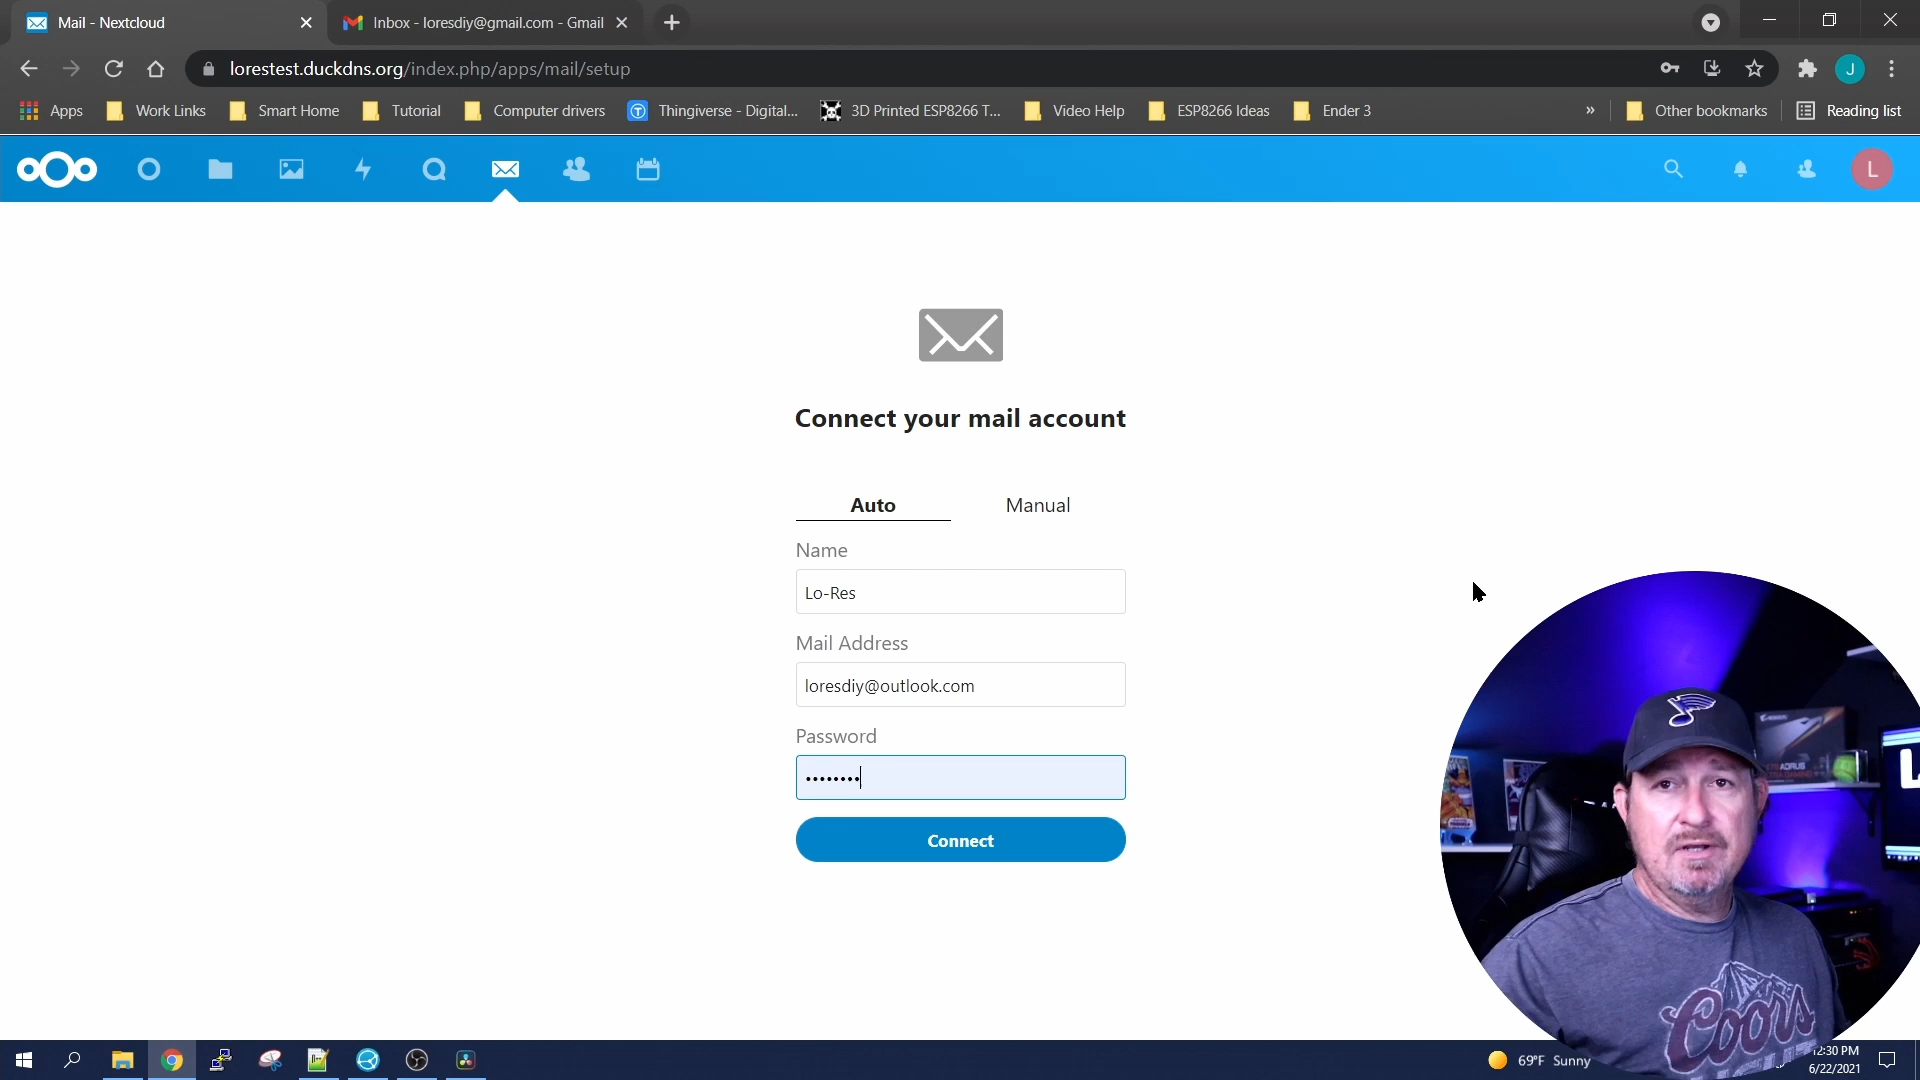 Mail - Nextcloud
Inbox - loresdiy@gmail.com - Gmail
lorestest.duckdns.org/index.php/apps/mail/setup
J
Apps
Work Links
Smart Home
Tutorial
Computer drivers
Thingiverse - Digital...
3D Printed ESP8266 T...
Video Help
ESP8266 Ideas
Ender 3
»
Other bookmarks
Reading list
L
Connect your mail account
Auto
Manual
Name
Lo-Res
Mail Address
loresdiy@outlook.com
Password
••••••••
Connect
Coors
69°F Sunny
12:30 PM
6/22/2021